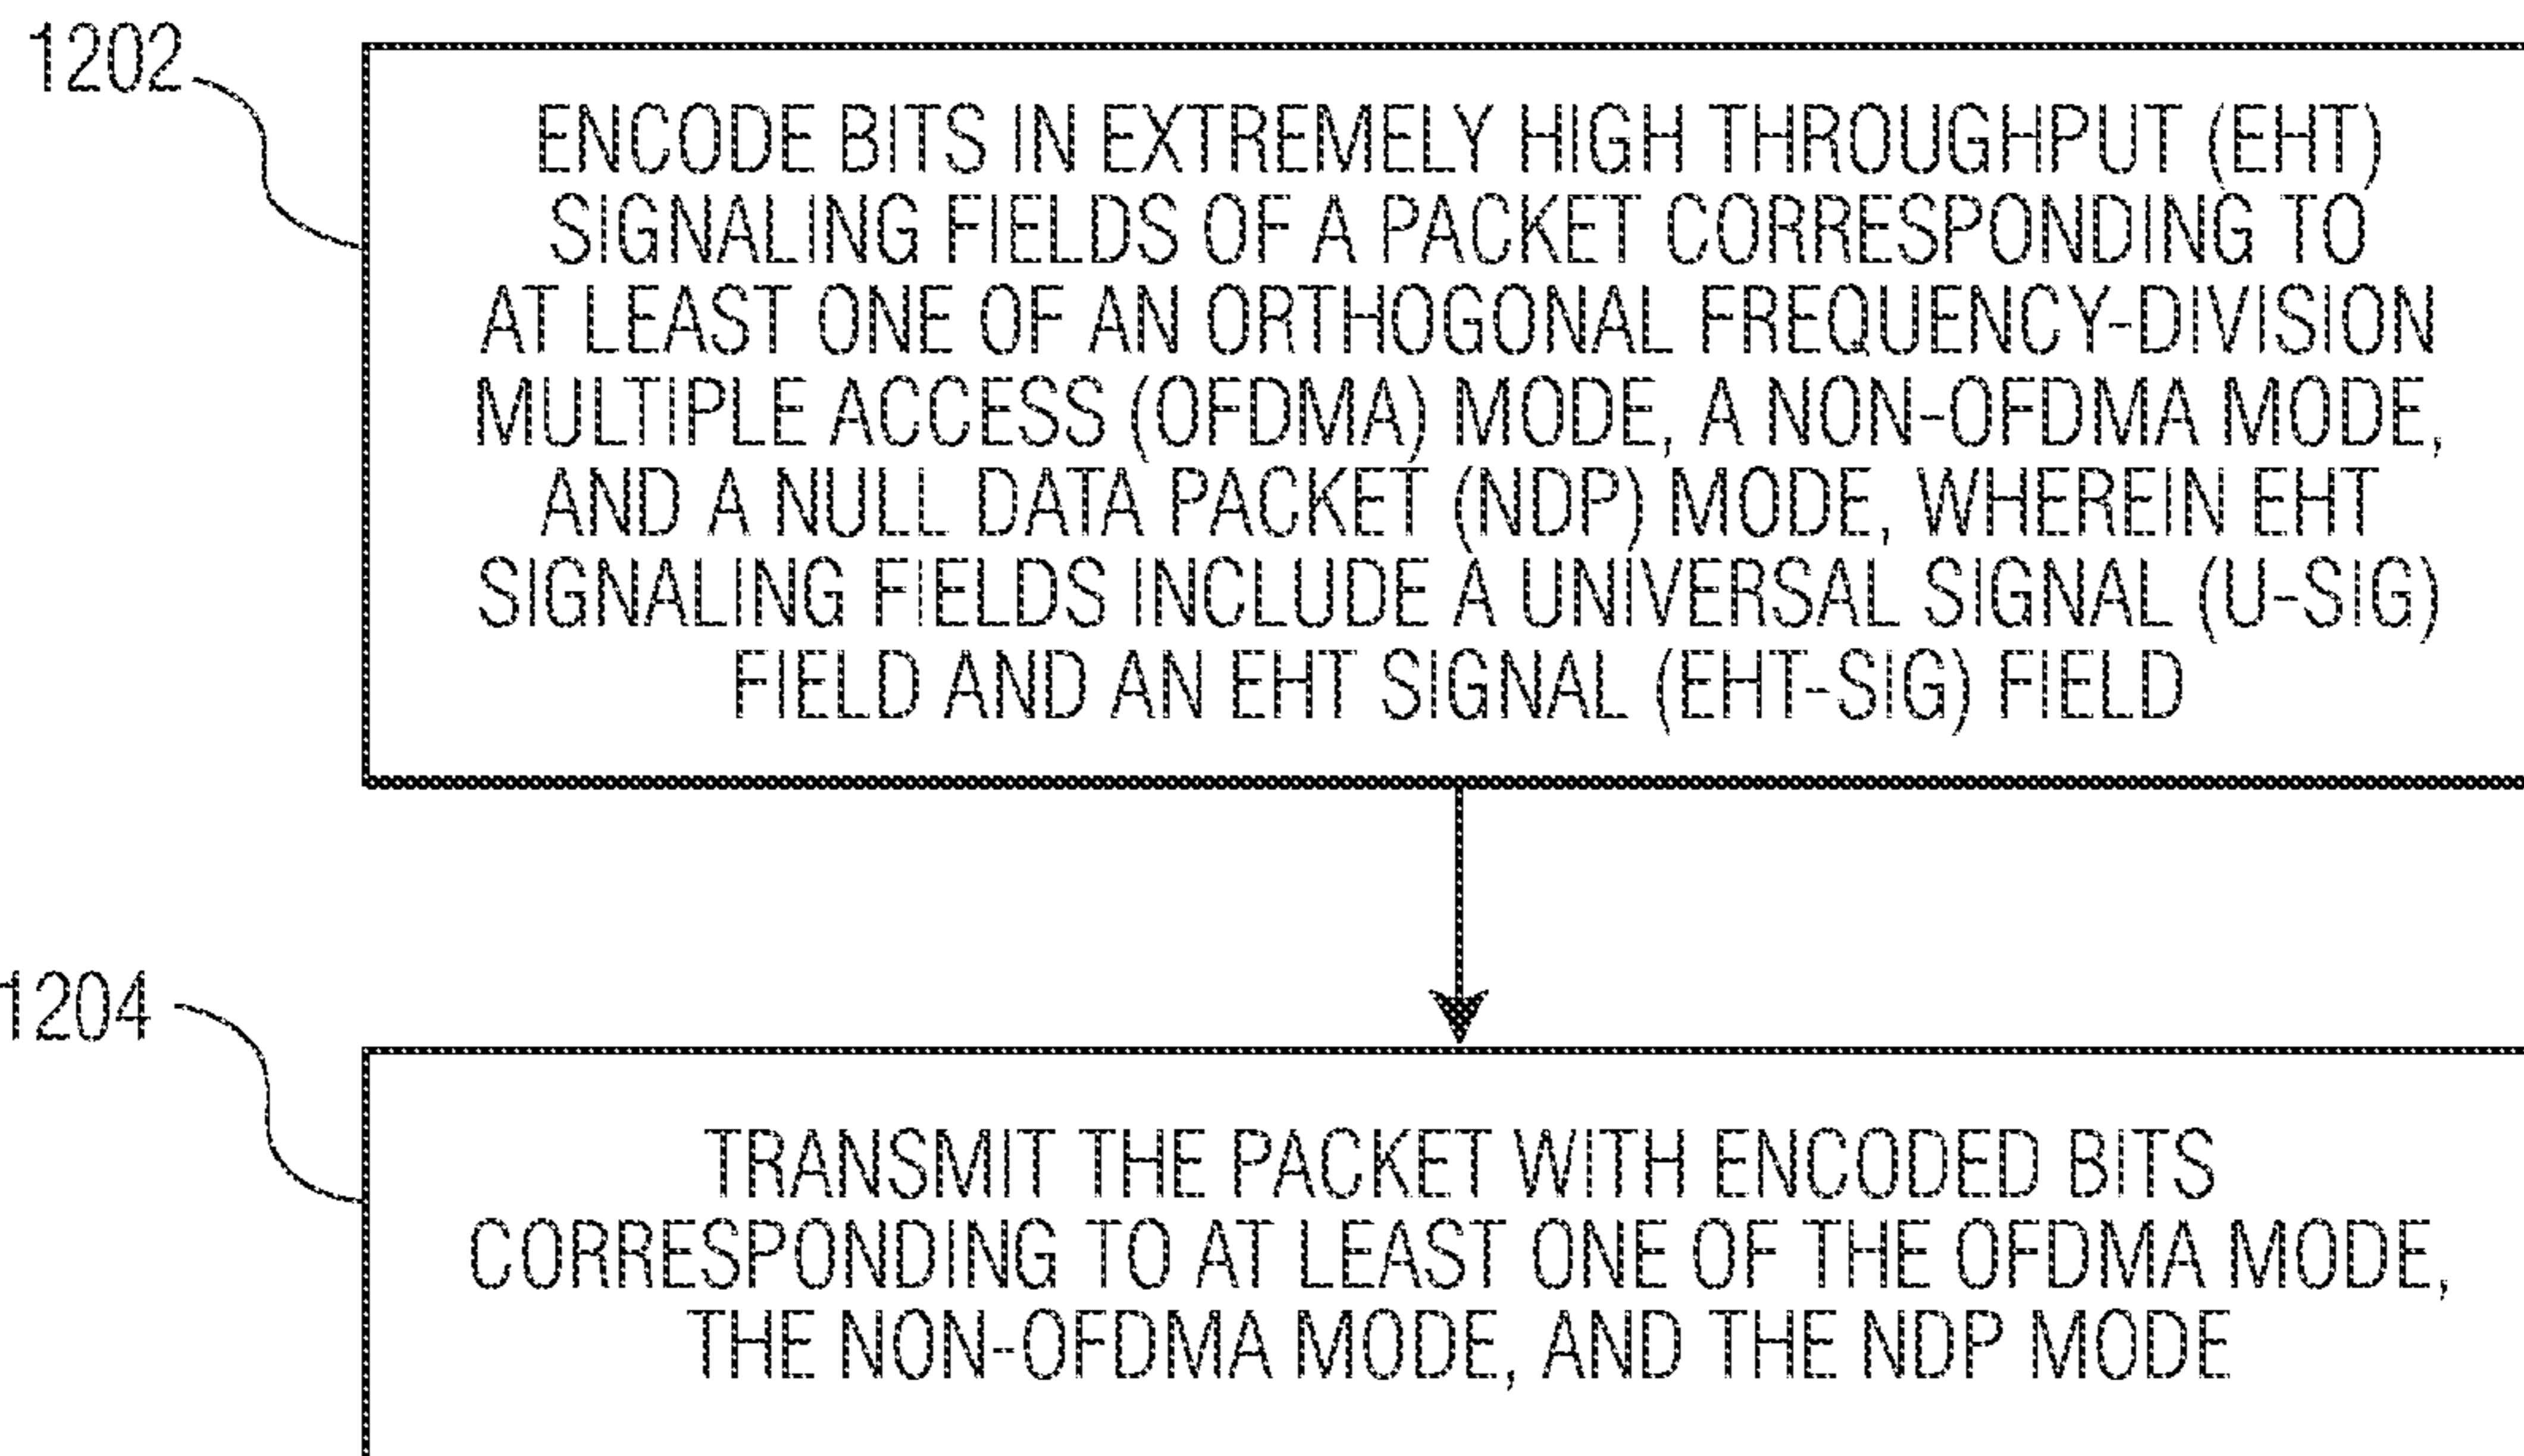 1202
ENCODE BITS IN EXTREMELY HIGH THROUGHPUT (EHT)
SIGNALING FIELDS OF A PACKET CORRESPONDING TO
AT LEAST ONE OF AN ORTHOGONAL FREQUENCY-DIVISION
MULTIPLE ACCESS (OFDMA) MODE, A NON-OFDMA MODE,
AND A NULL DATA PACKET (NDP) MODE, WHEREIN EHT
SIGNALING FIELDS INCLUDE A UNIVERSAL SIGNAL (U-SIG)
FIELD AND AN EHT SIGNAL (EHT-SIG) FIELD
1204
TRANSMIT THE PACKET WITH ENCODED BITS
CORRESPONDING TO AT LEAST ONE OF THE OFDMA MODE,
THE NON-OFDMA MODE, AND THE NDP MODE